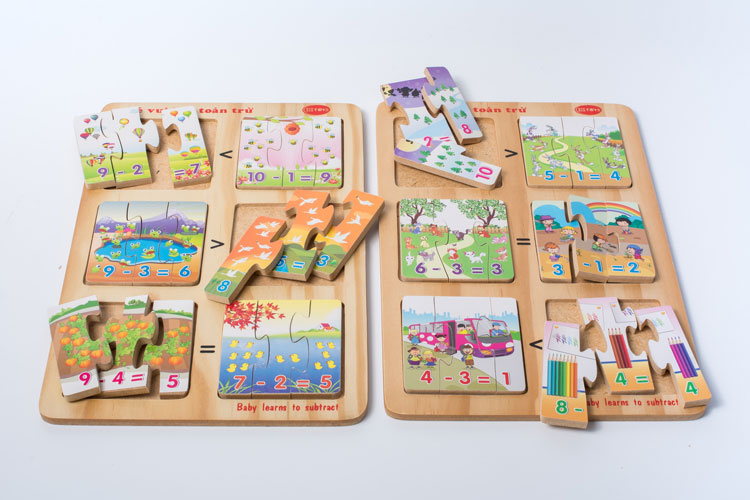 toán trừ
9 - 2 = 7
<
10 - 1 = 9
9 - 3 = 6
>
8 = 3
9 - 4 = 5
=
7 - 2 = 5
Baby learns to subtract
toán trừ
2 = 8
10
>
5 - 1 = 4
6 - 3 = 3
=
3 - 1 = 2
4 - 3 = 1
<
8 - 4 = 4
Baby learns to subtract